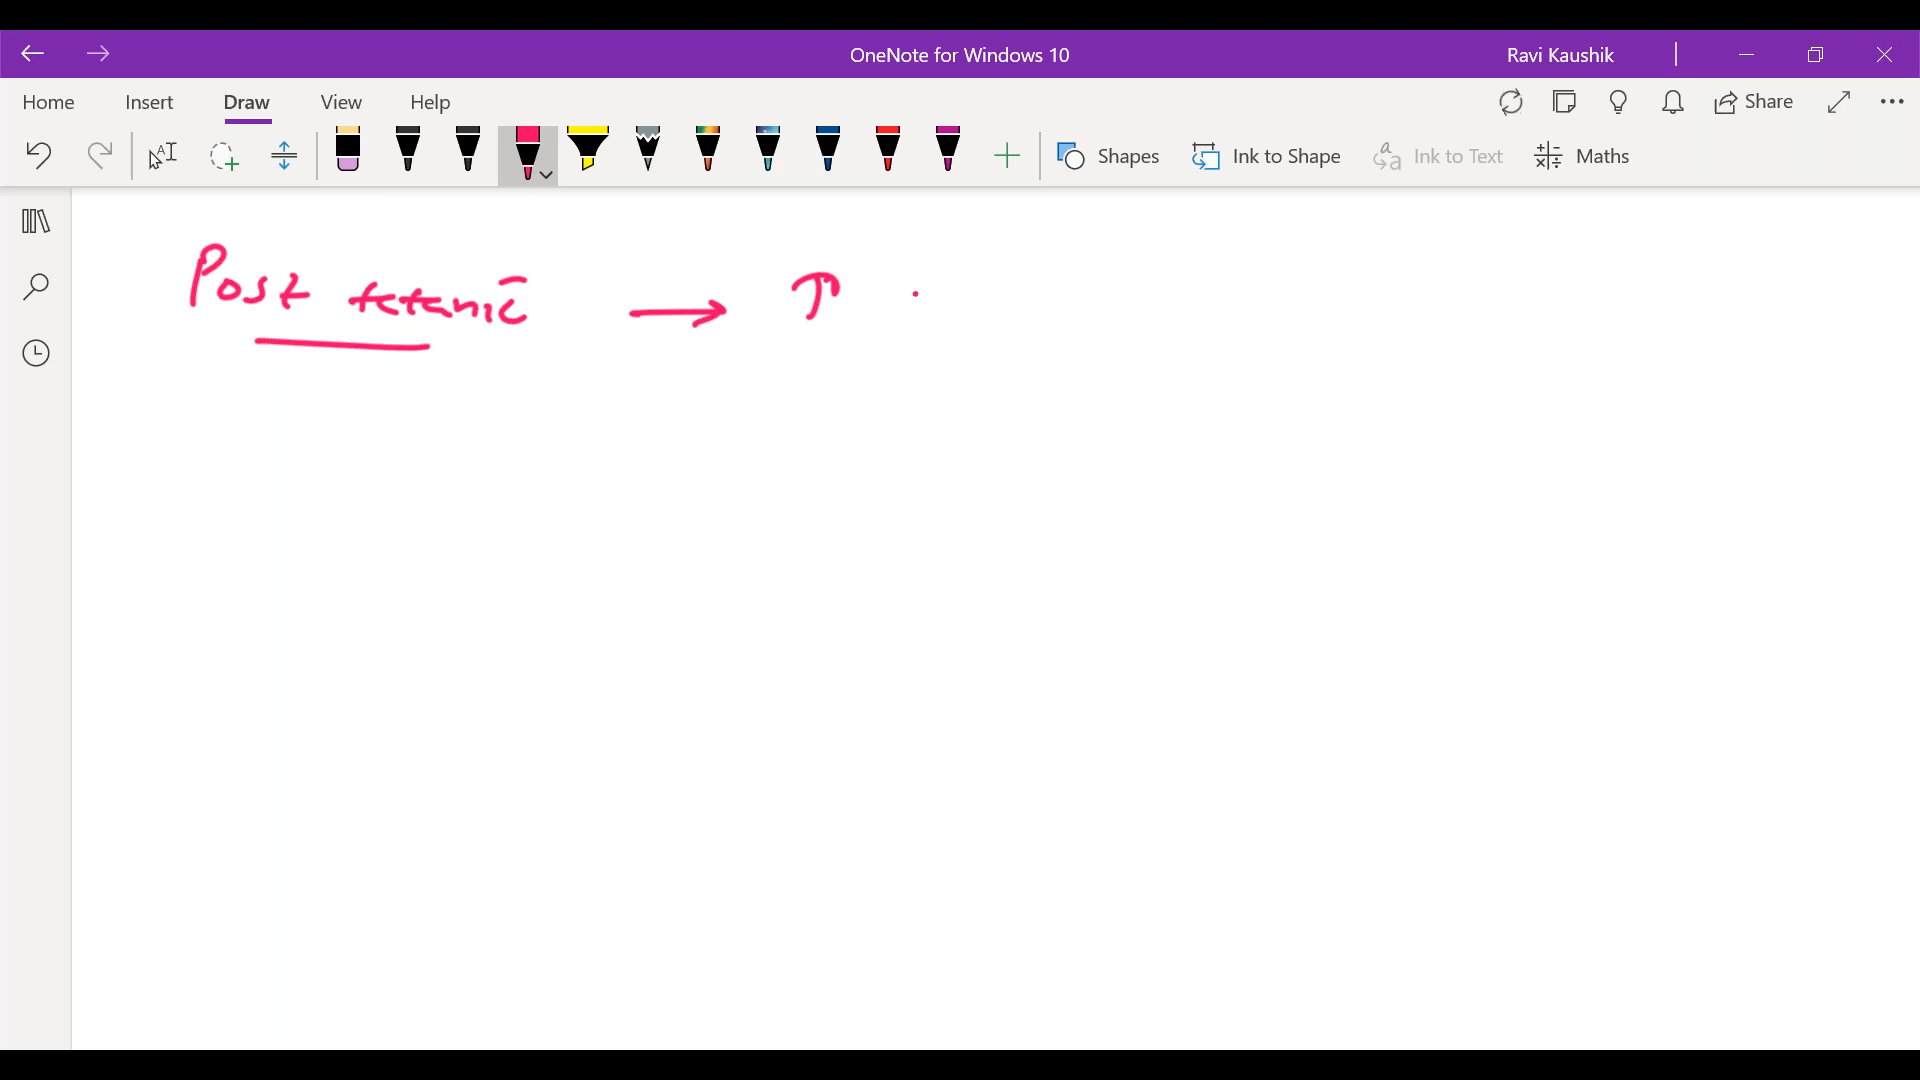 OneNote for Windows 10 Ravi Kaushik
Home Insert Draw View Help Share
Shapes Ink to Shape Ink to Text Maths
Post tetanic → ↑